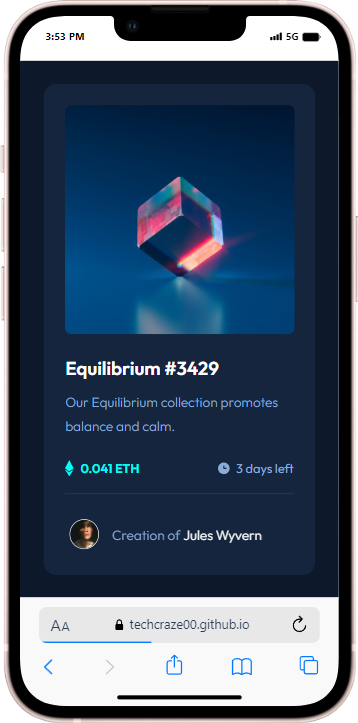 3:53 PM
5G
Equilibrium #3429
Our Equilibrium collection promotes
balance and calm.
0.041 ETH
3 days left
Creation of Jules Wyvern
AA
techcraze00.github.io